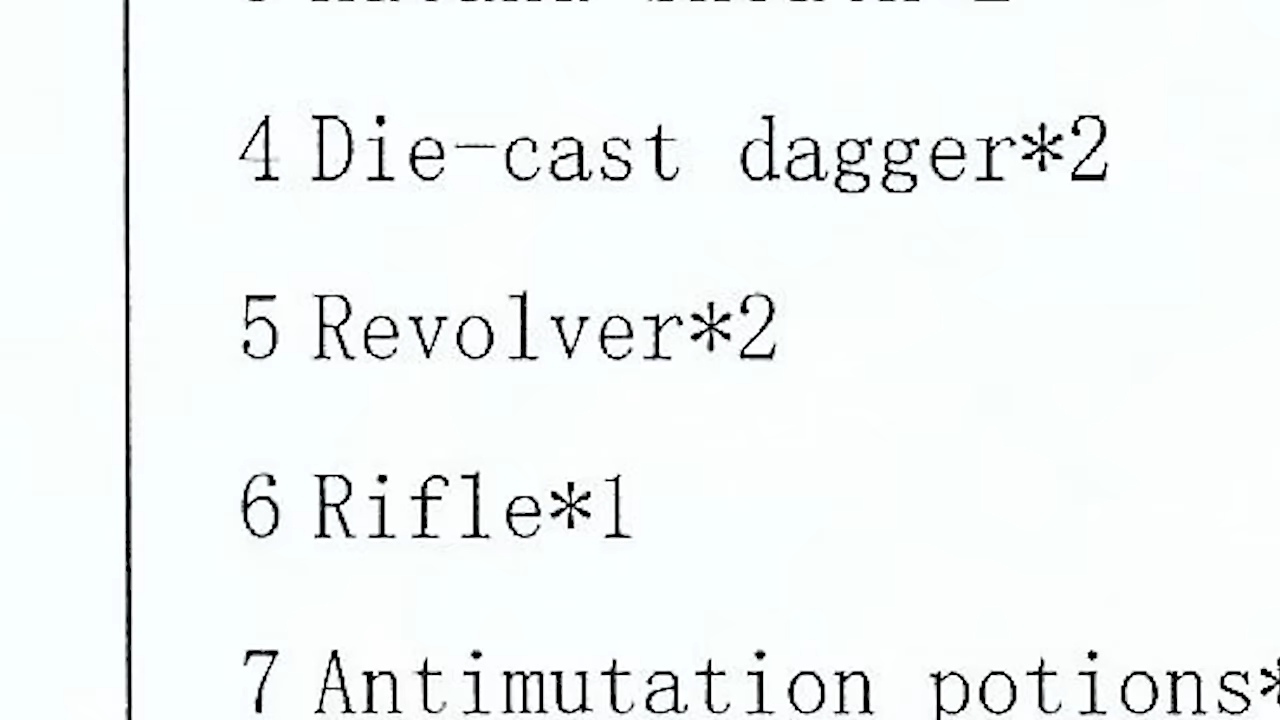 4 Die-cast dagger*2
5 Revolver*2
6 Rifle*1
7 Antimutation potions*